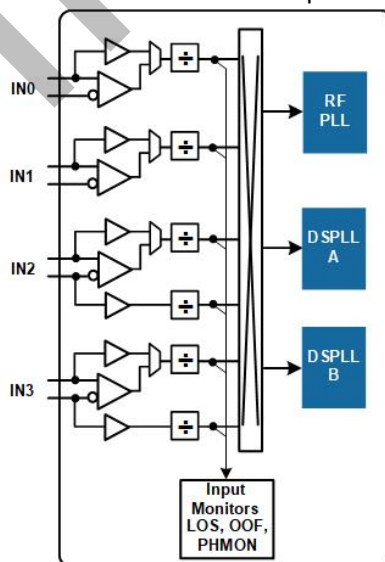 IN0
÷
RF
PLL
IN1
÷
IN2
÷
DSPLL
A
÷
IN3
÷
DSPLL
B
÷
Input
Monitors
LOS, OOF,
PHMON